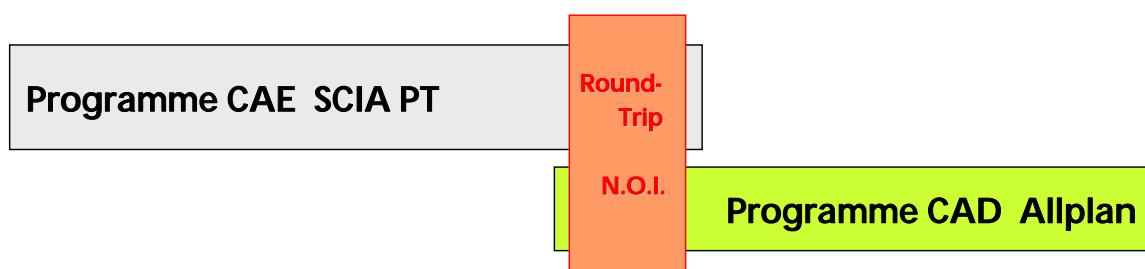 Programme CAE SCIA PT
Round-
Trip
N.O.I.
Programme CAD Allplan